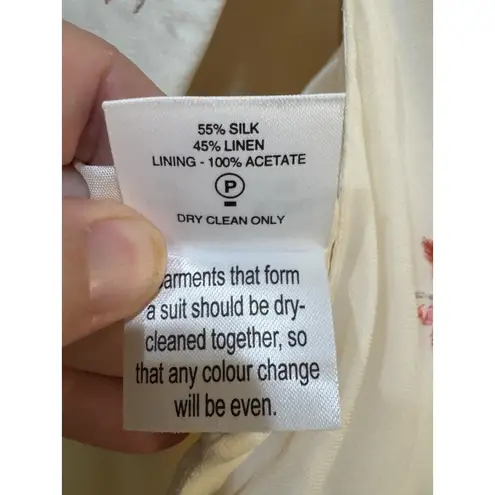 55% SILK
45% LINEN
LINING - 100% ACETATE
P
DRY CLEAN ONLY
that form
a suit should be dry-
cleaned together, so
that any colour change
will be even.